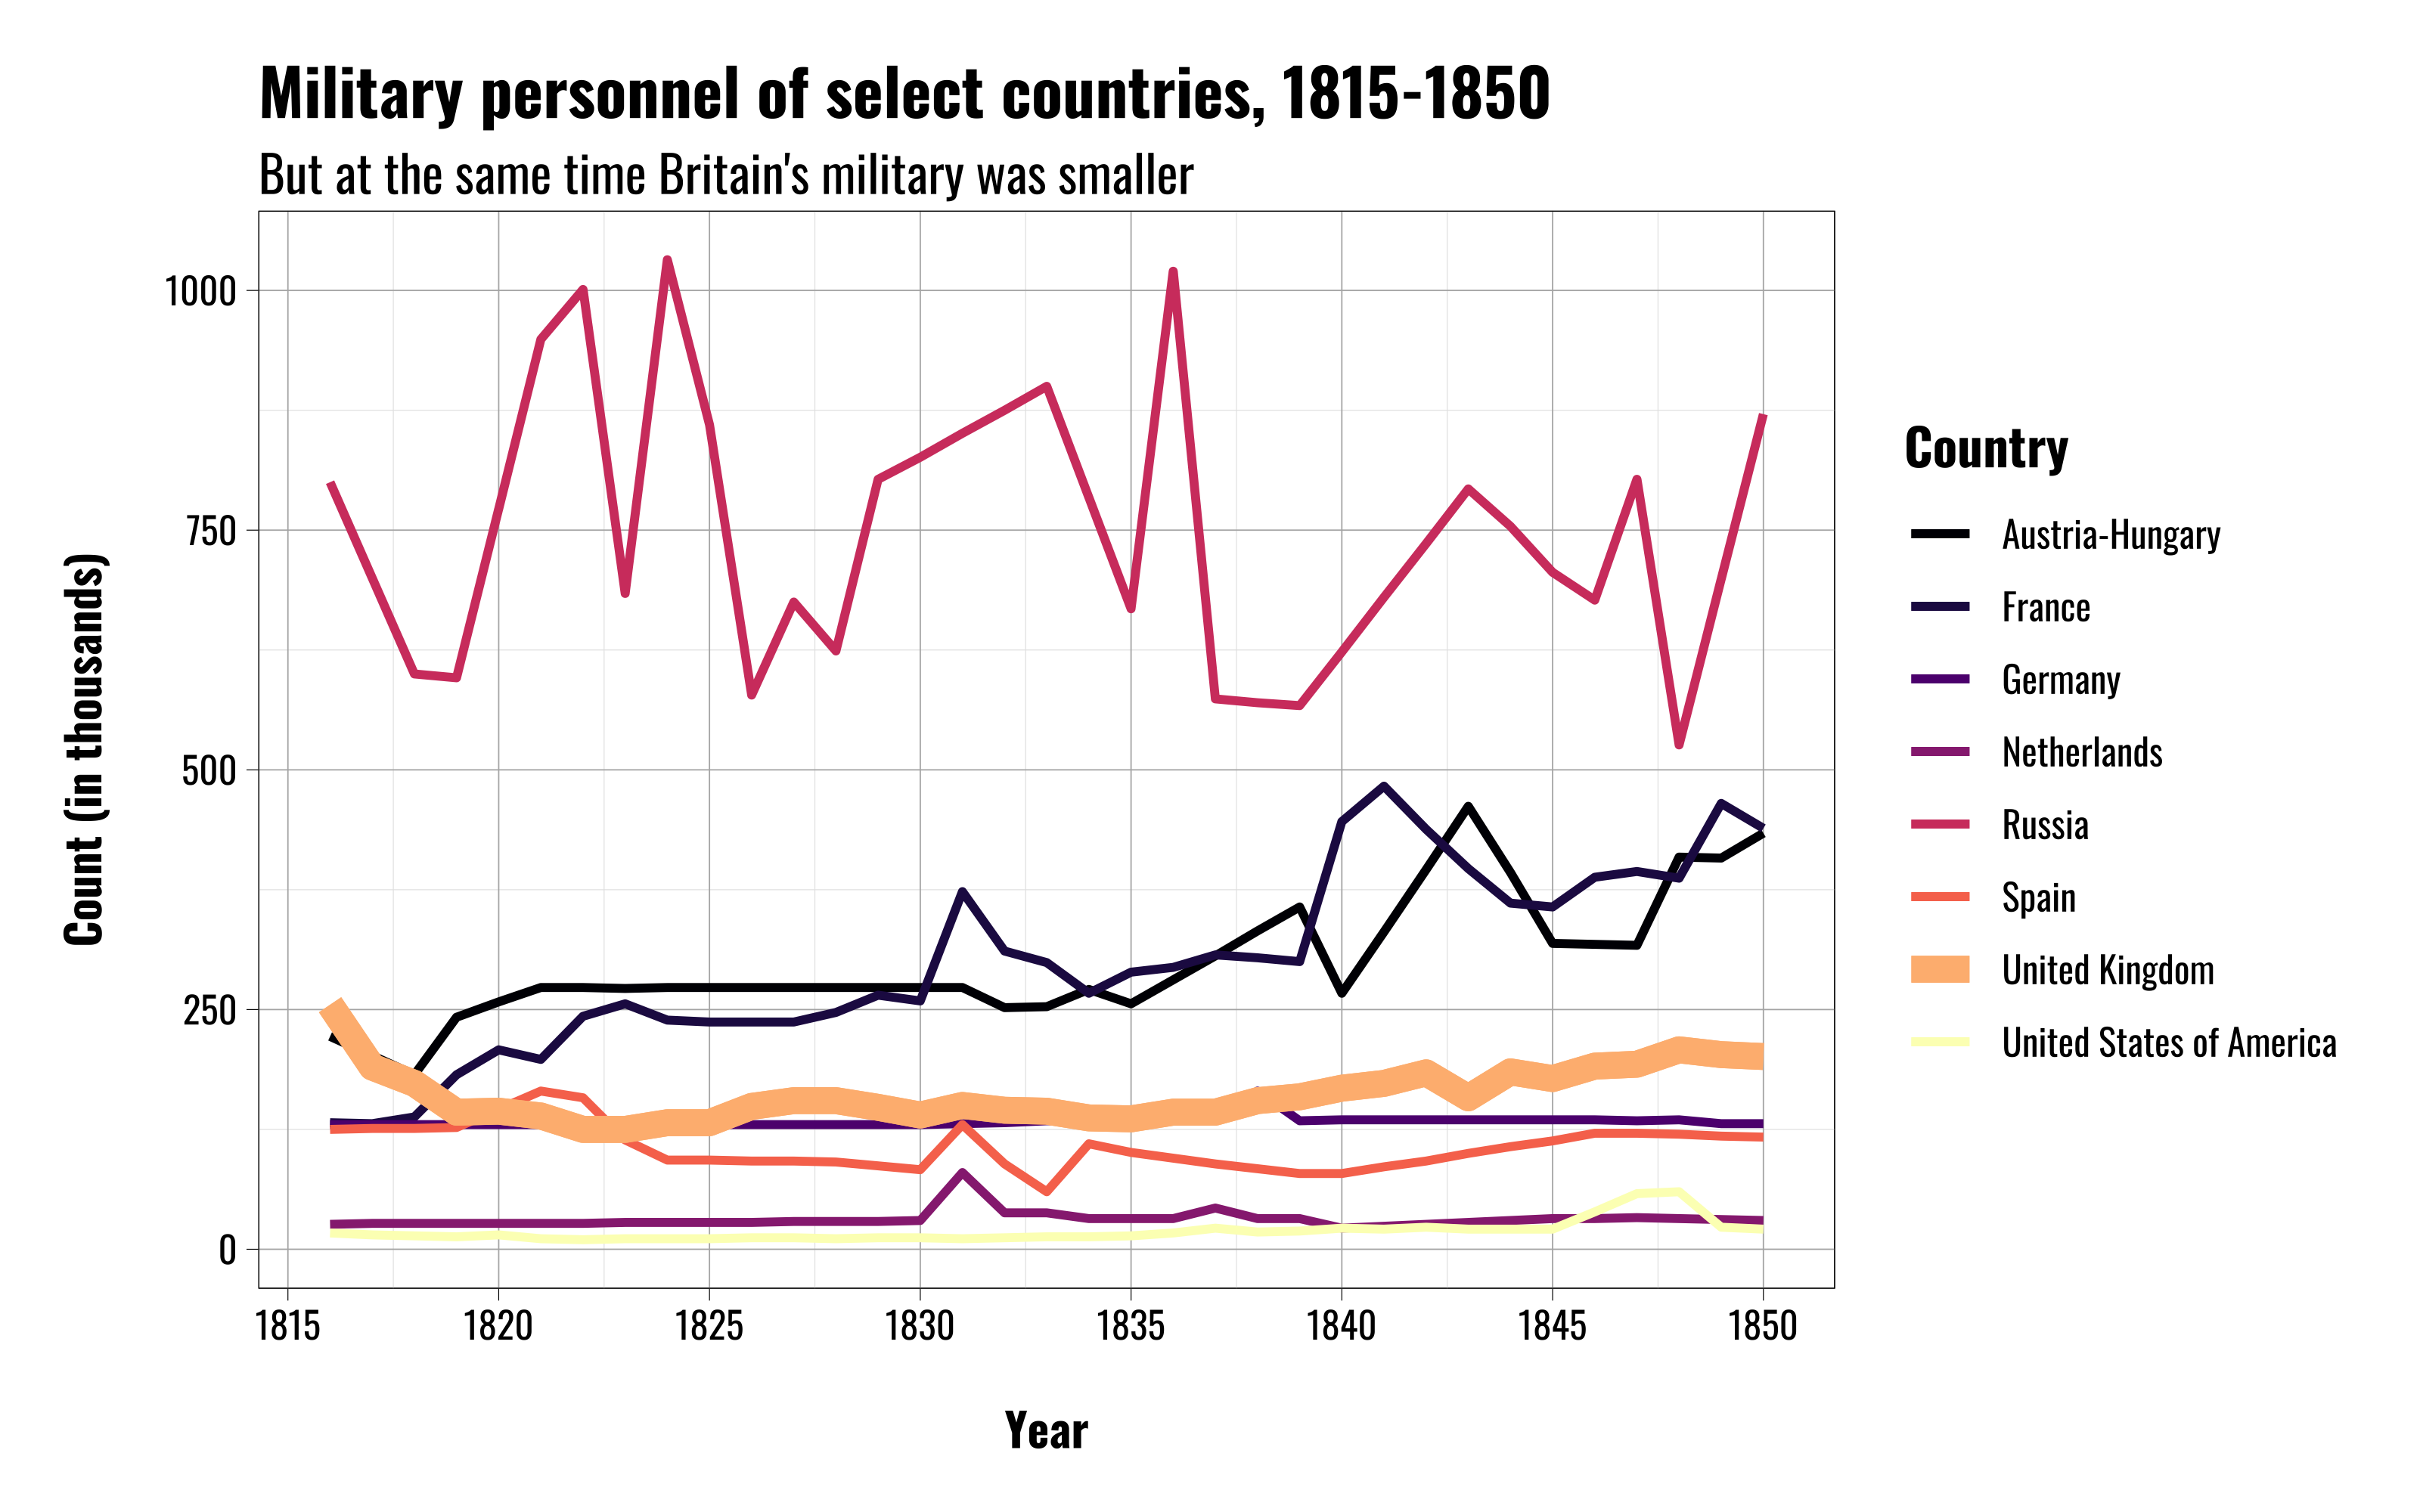 Military personnel of select countries, 1815-1850
But at the same time Britain's military was smaller
Count (in thousands)
1000
750
500
250
0
1815 1820 1825 1830 1835 1840 1845 1850
Year
Country
Austria-Hungary
France
Germany
Netherlands
Russia
Spain
United Kingdom
United States of America